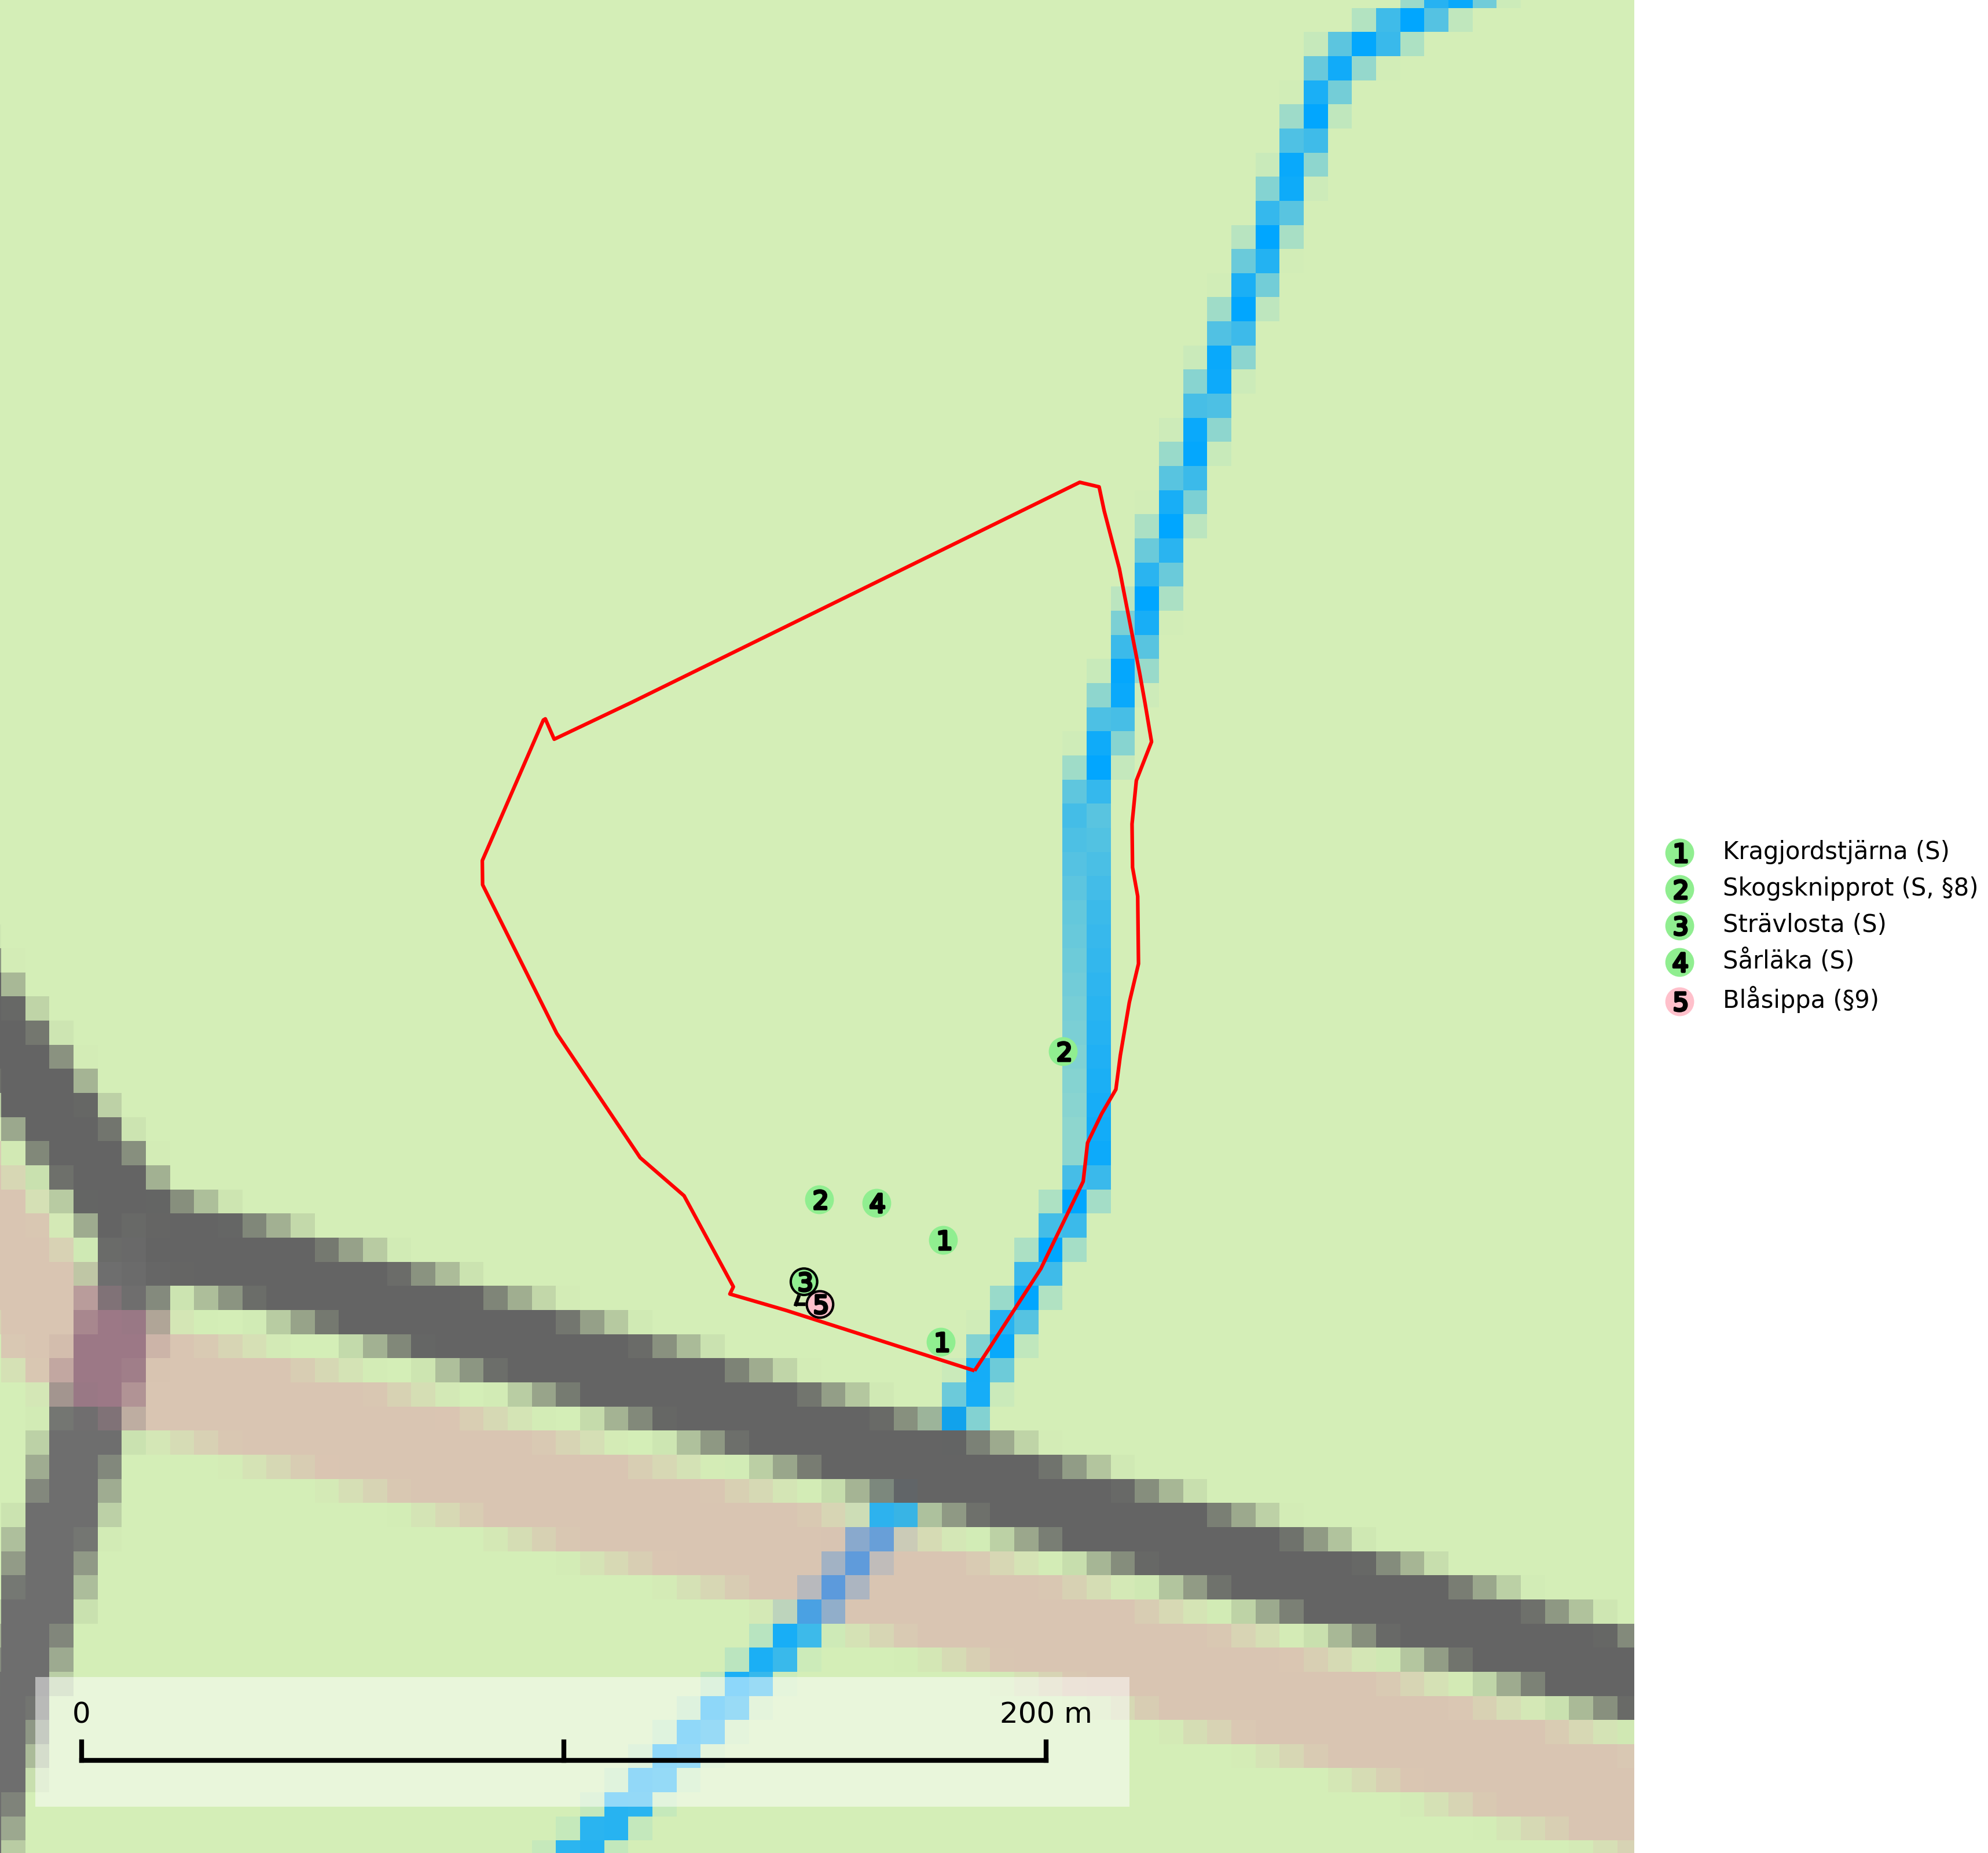 2
2
4
1
3
5
1
1 Kragjordstjärna (S)
2 Skogsknipprot (S, §8)
3 Strävlosta (S)
4 Sårläka (S)
5 Blåsippa (§9)
0 200 m